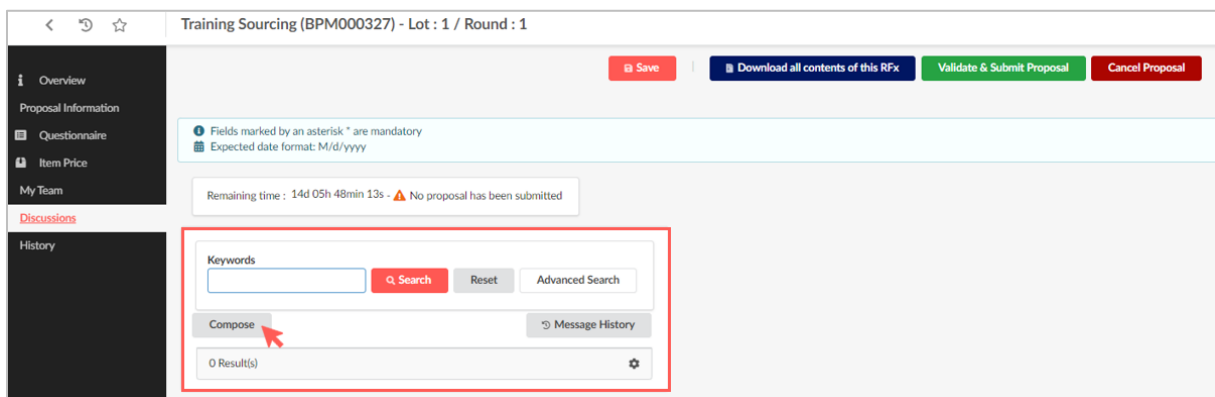 Training Sourcing (BPM000327) - Lot : 1 / Round : 1
Save
Download all contents of this RFx
Validate & Submit Proposal
Cancel Proposal
Overview
Proposal Information
Questionnaire
Item Price
My Team
Discussions
History
Fields marked by an asterisk * are mandatory
Expected date format: M/d/yyyy
Remaining time : 14d 05h 48min 13s - No proposal has been submitted
Keywords
Search
Reset
Advanced Search
Compose
Message History
0 Result(s)